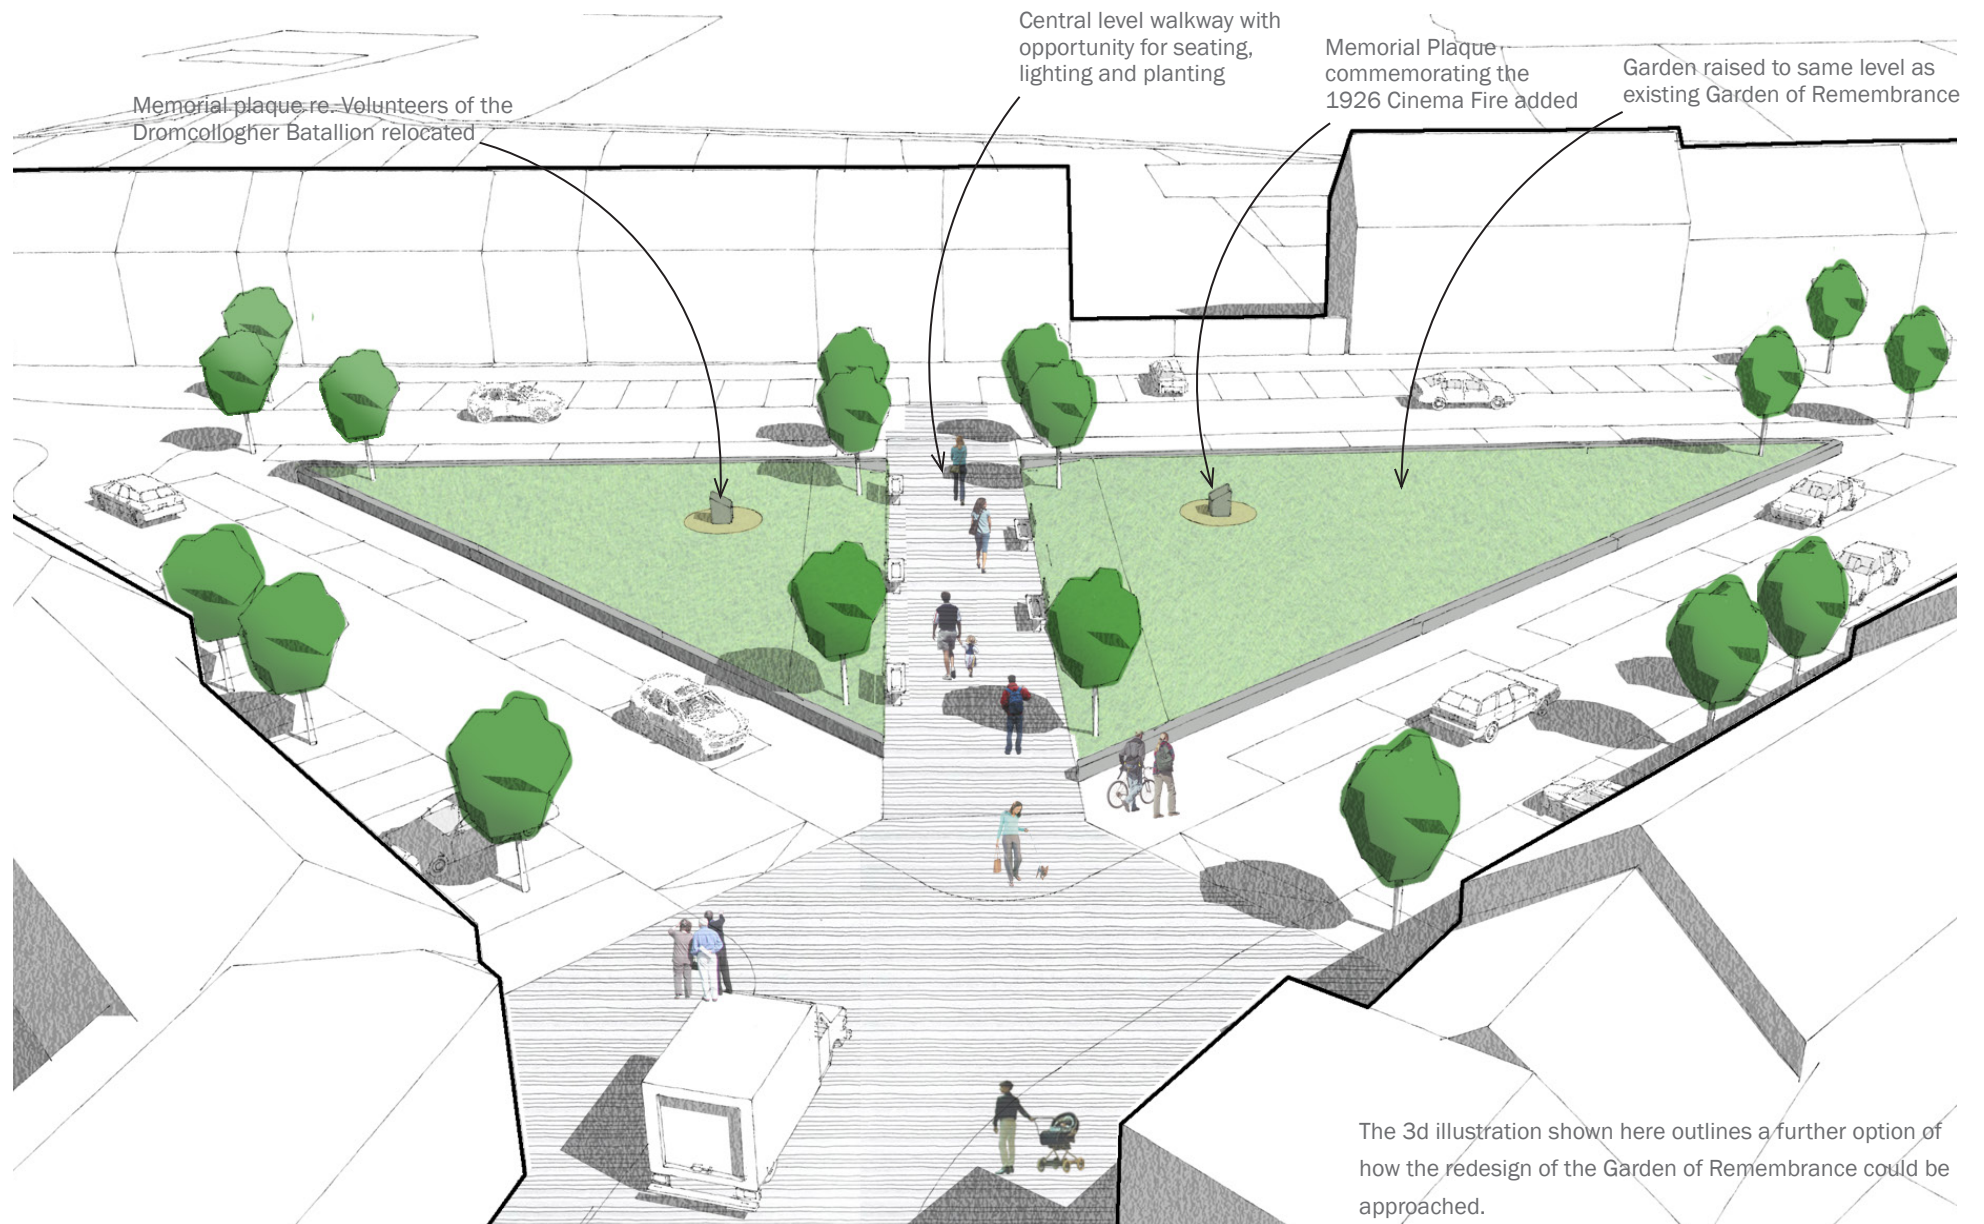 Central level walkway with
opportunity for seating,
lighting and planting
Memorial Plaque
commemorating the
1926 Cinema Fire added
Garden raised to same level as
existing Garden of Remembrance
Memorial plaque re. Volunteers of the
Dromcollogher Batallion relocated
The 3d illustration shown here outlines a further option of
how the redesign of the Garden of Remembrance could be
approached.